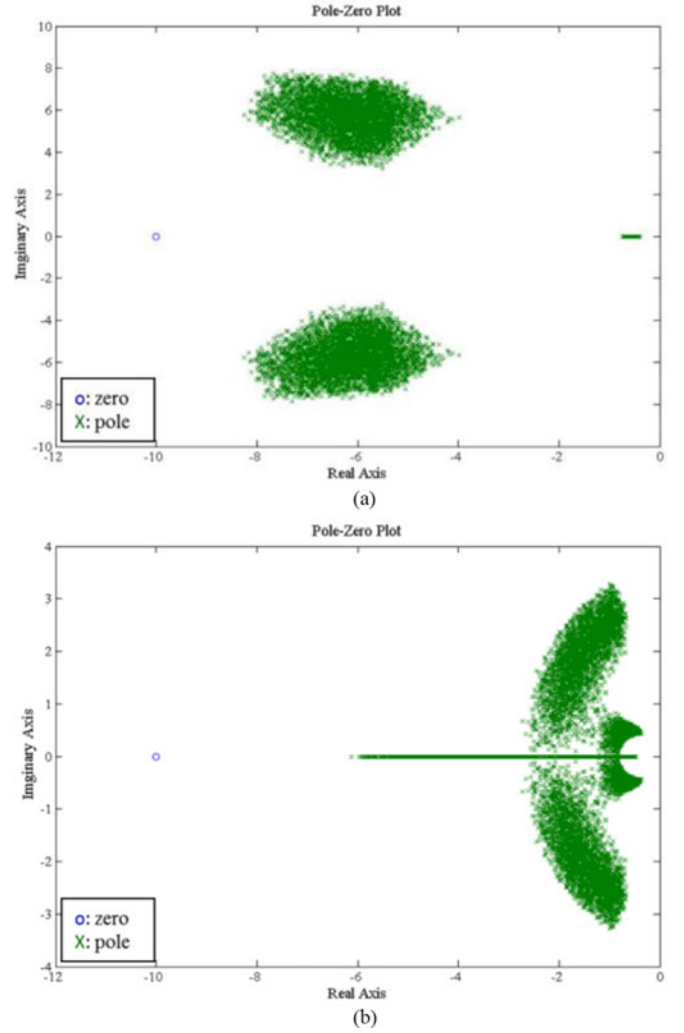 Pole-Zero Plot
10
8
6
4
2
0
-2
-4
-6
-8
-10
Imginary Axis
o: zero
X: pole
-12 -10 -8 -6 -4 -2 0
Real Axis
(a)
Pole-Zero Plot
4
3
2
1
0
-1
-2
-3
-4
Imginary Axis
o: zero
X: pole
-12 -10 -8 -6 -4 -2 0
Real Axis
(b)